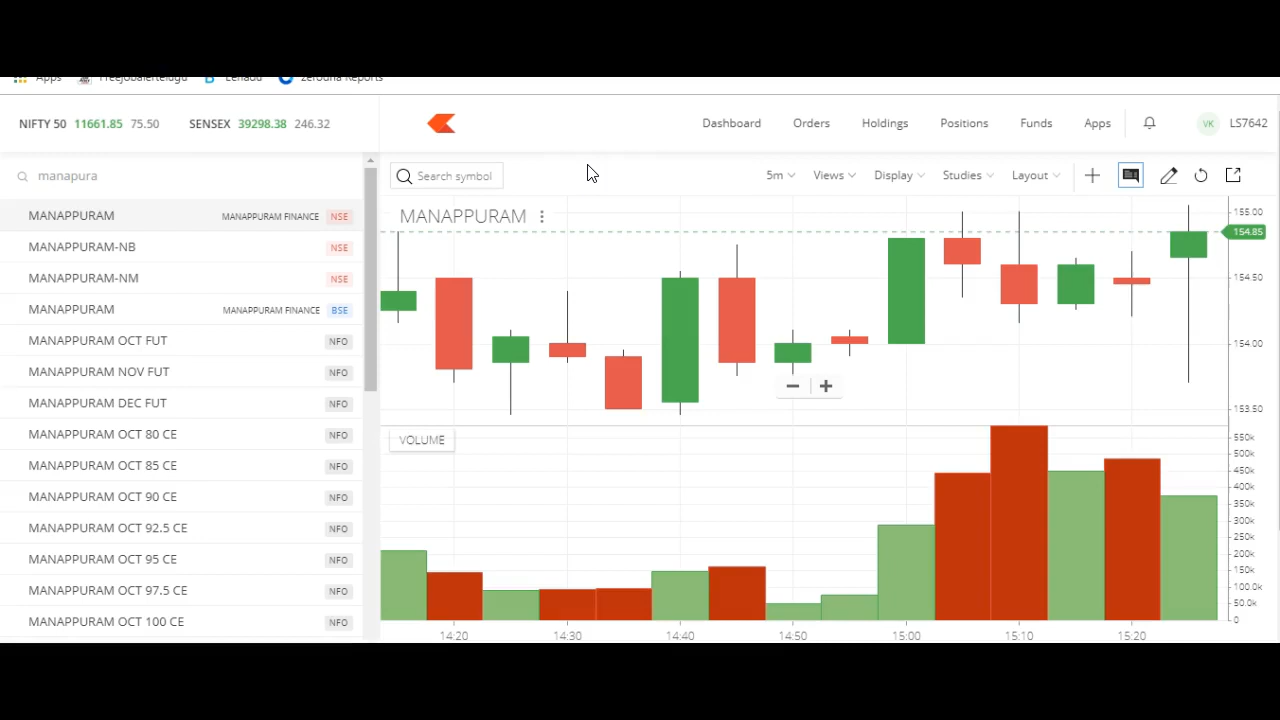 Apps Freejobalertelugu Zerodha Reports
NIFTY 50 11661.85 75.50 SENSEX 39298.38 246.32
Dashboard Orders Holdings Positions Funds Apps VK LS7642
manapura
Search symbol 5m Views Display Studies Layout
MANAPPURAM MANAPPURAM FINANCE NSE
MANAPPURAM-NB NSE
MANAPPURAM-NM NSE
MANAPPURAM MANAPPURAM FINANCE BSE
MANAPPURAM OCT FUT NFO
MANAPPURAM NOV FUT NFO
MANAPPURAM DEC FUT NFO
MANAPPURAM OCT 80 CE NFO
MANAPPURAM OCT 85 CE NFO
MANAPPURAM OCT 90 CE NFO
MANAPPURAM OCT 92.5 CE NFO
MANAPPURAM OCT 95 CE NFO
MANAPPURAM OCT 97.5 CE NFO
MANAPPURAM OCT 100 CE NFO
MANAPPURAM
155.00
154.85
154.50
154.00
153.50
VOLUME
550k
500k
450k
400k
350k
300k
250k
200k
150k
100.0k
50.0k
0
14:20 14:30 14:40 14:50 15:00 15:10 15:20